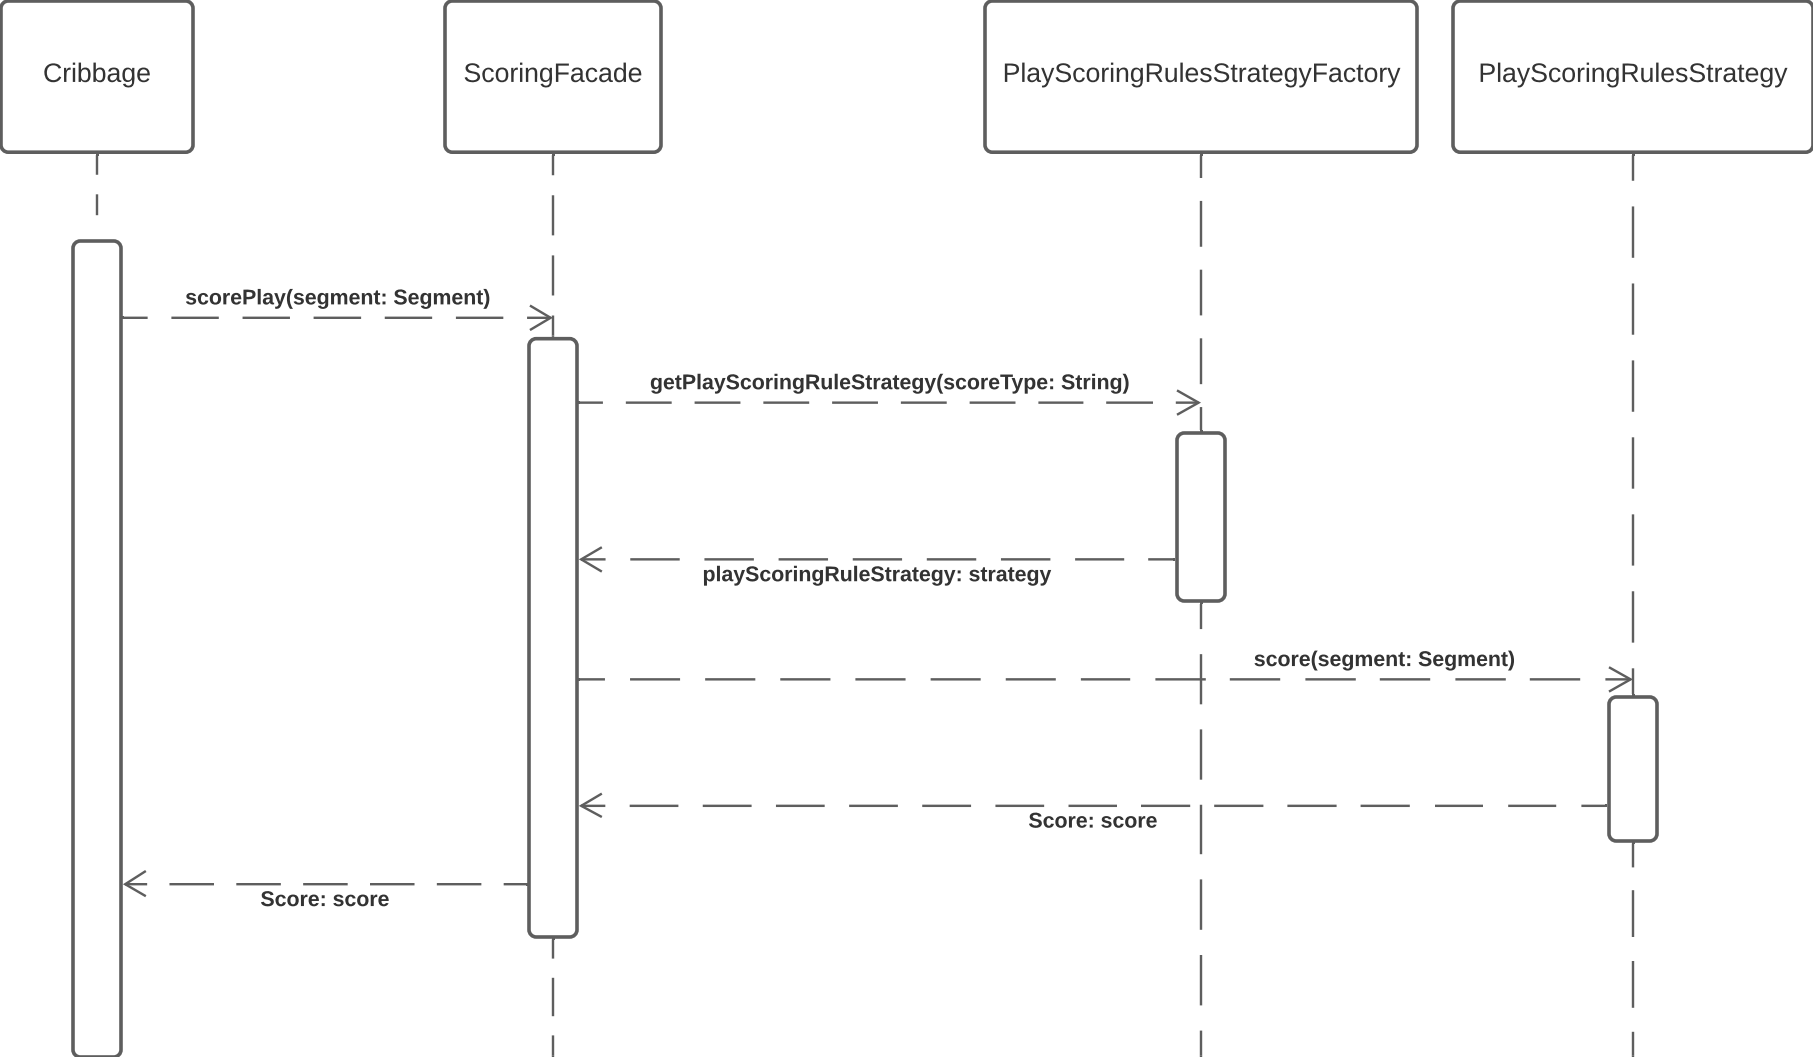 Cribbage
ScoringFacade
PlayScoringRulesStrategyFactory
PlayScoringRulesStrategy
scorePlay(segment: Segment)
getPlayScoringRuleStrategy(scoreType: String)
playScoringRuleStrategy: strategy
score(segment: Segment)
Score: score
Score: score